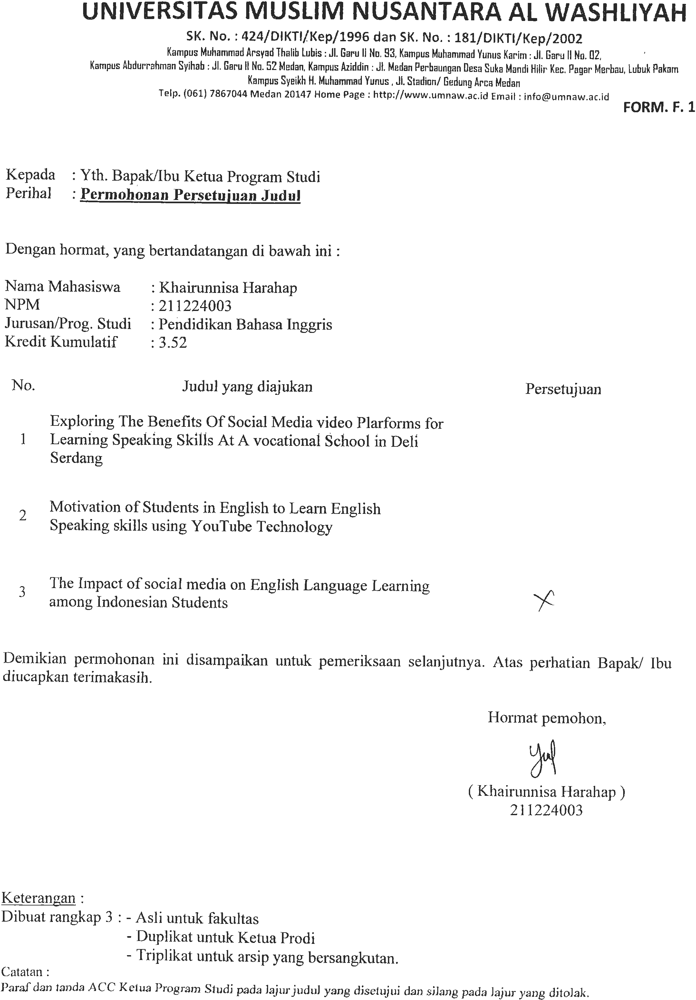 UNIVERSITAS MUSLIM NUSANTARA AL WASHLIYAH
SK. No. : 424/DIKTI/Kep/1996 dan SK. No. : 181/DIKTI/Kep/2002
Kampus Muhammad Arsyad Thalib Lubis : Jl. Garu II No. 93, Kampus Muhammad Yunus Karim : Jl. Garu II No. 02,
Kampus Abdurrahman Syihab : Jl. Garu II No. 52 Medan, Kampus Aziddin : Jl. Medan Perbaungan Desa Suka Mandi Hilir Kec. Pagar Merbau, Lubuk Pakam
Kampus Syeikh H. Muhammad Yunus , Jl. Stadion/ Gedung Arca Medan
Telp. (061) 7867044 Medan 20147 Home Page : http://www.umnaw.ac.id Email : info@umnaw.ac.id
FORM. F. 1
Kepada : Yth. Bapak/Ibu Ketua Program Studi
Perihal : Permohonan Persetujuan Judul
Dengan hormat, yang bertandatangan di bawah ini :
Nama Mahasiswa : Khairunnisa Harahap
NPM : 211224003
Jurusan/Prog. Studi : Pendidikan Bahasa Inggris
Kredit Kumulatif : 3.52
No. Judul yang diajukan Persetujuan
Exploring The Benefits Of Social Media video Plarforms for
1 Learning Speaking Skills At A vocational School in Deli
Serdang
2 Motivation of Students in English to Learn English
Speaking skills using YouTube Technology
3 The Impact of social media on English Language Learning
among Indonesian Students
Demikian permohonan ini disampaikan untuk pemeriksaan selanjutnya. Atas perhatian Bapak/ Ibu
diucapkan terimakasih.
Hormat pemohon,
( Khairunnisa Harahap )
211224003
Keterangan :
Dibuat rangkap 3 : - Asli untuk fakultas
- Duplikat untuk Ketua Prodi
- Triplikat untuk arsip yang bersangkutan.
Catatan :
Paraf dan tanda ACC Ketua Program Studi pada lajur judul yang disetujui dan silang pada lajur yang ditolak.